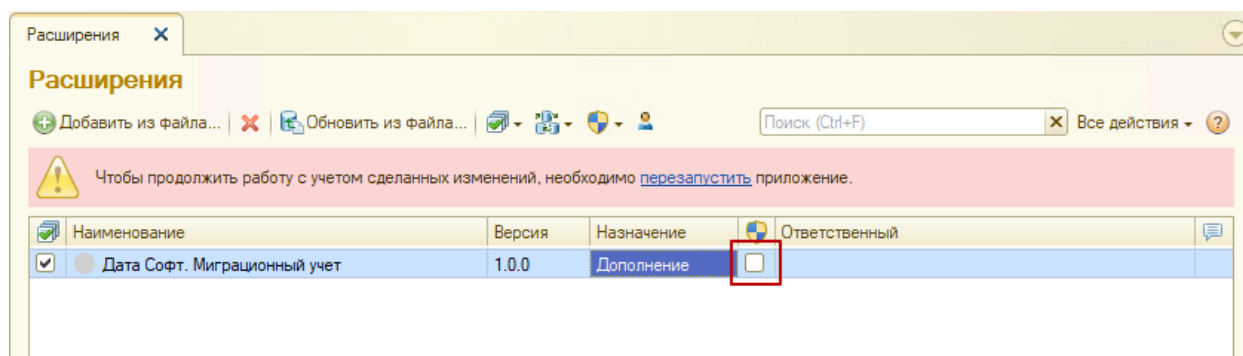 Расширения
Расширения
Добавить из файла... Обновить из файла... Поиск (Ctrl+F) Все действия
Чтобы продолжить работу с учетом сделанных изменений, необходимо перезапустить приложение.
Наименование Версия Назначение Ответственный
Дата Софт. Миграционный учет 1.0.0 Дополнение